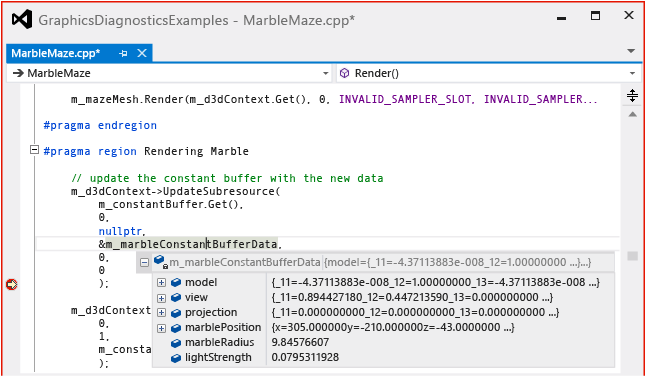 GraphicsDiagnosticsExamples - MarbleMaze.cpp*
MarbleMaze.cpp*
MarbleMaze
Render()
m_mazeMesh.Render(m_d3dContext.Get(), 0, INVALID_SAMPLER_SLOT, INVALID_SAMPLER...
#pragma endregion
#pragma region Rendering Marble
// update the constant buffer with the new data
m_d3dContext->UpdateSubresource(
m_constantBuffer.Get(),
0,
nullptr,
&m_marbleConstantBufferData,
0,
0
);
m_marbleConstantBufferData {model={_11=-4.37113883e-008 _12=1.00000000 ...}...}
model {_11=-4.37113883e-008 _12=1.00000000 _13=-4.37113883e-008 ...}
view {_11=0.894427180 _12=0.447213590 _13=0.000000000 ...}
projection {_11=0.000000000 _12=0.000000000 _13=0.000000000 ...}
marblePosition {x=305.000000y=-210.000000z=-43.0000000 ...}
marbleRadius 9.84576607
lightStrength 0.0795311928
m_d3dContext
0,
1,
m_consta
);